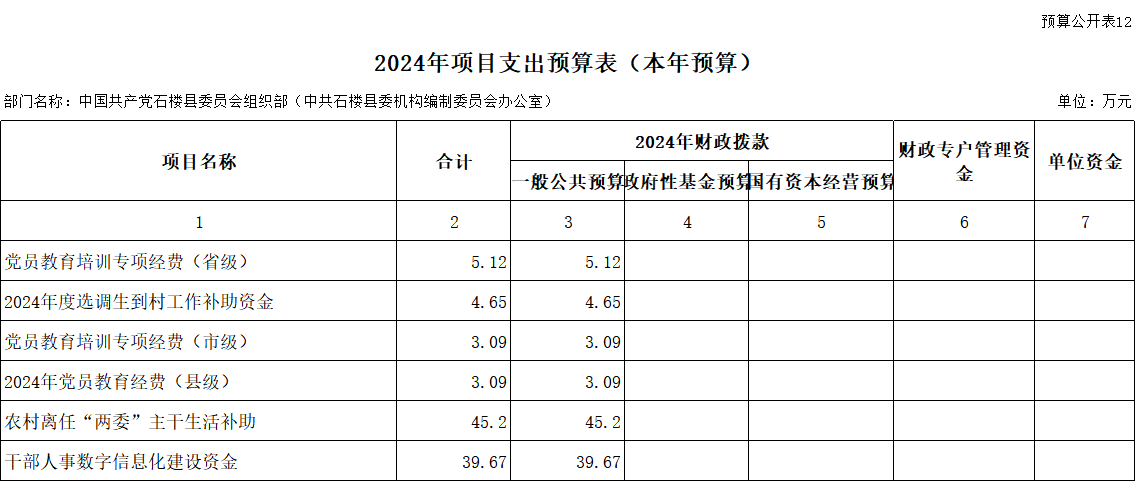 预算公开表12
2024年项目支出预算表（本年预算）
部门名称：中国共产党石楼县委员会组织部（中共石楼县委机构编制委员会办公室） 单位：万元
项目名称 合计 2024年财政拨款 财政专户管理资金 单位资金
一般公共预算 政府性基金预算 国有资本经营预算
1 2 3 4 5 6 7
党员教育培训专项经费（省级） 5.12 5.12
2024年度选调生到村工作补助资金 4.65 4.65
党员教育培训专项经费（市级） 3.09 3.09
2024年党员教育经费（县级） 3.09 3.09
农村离任“两委”主干生活补助 45.2 45.2
干部人事数字信息化建设资金 39.67 39.67